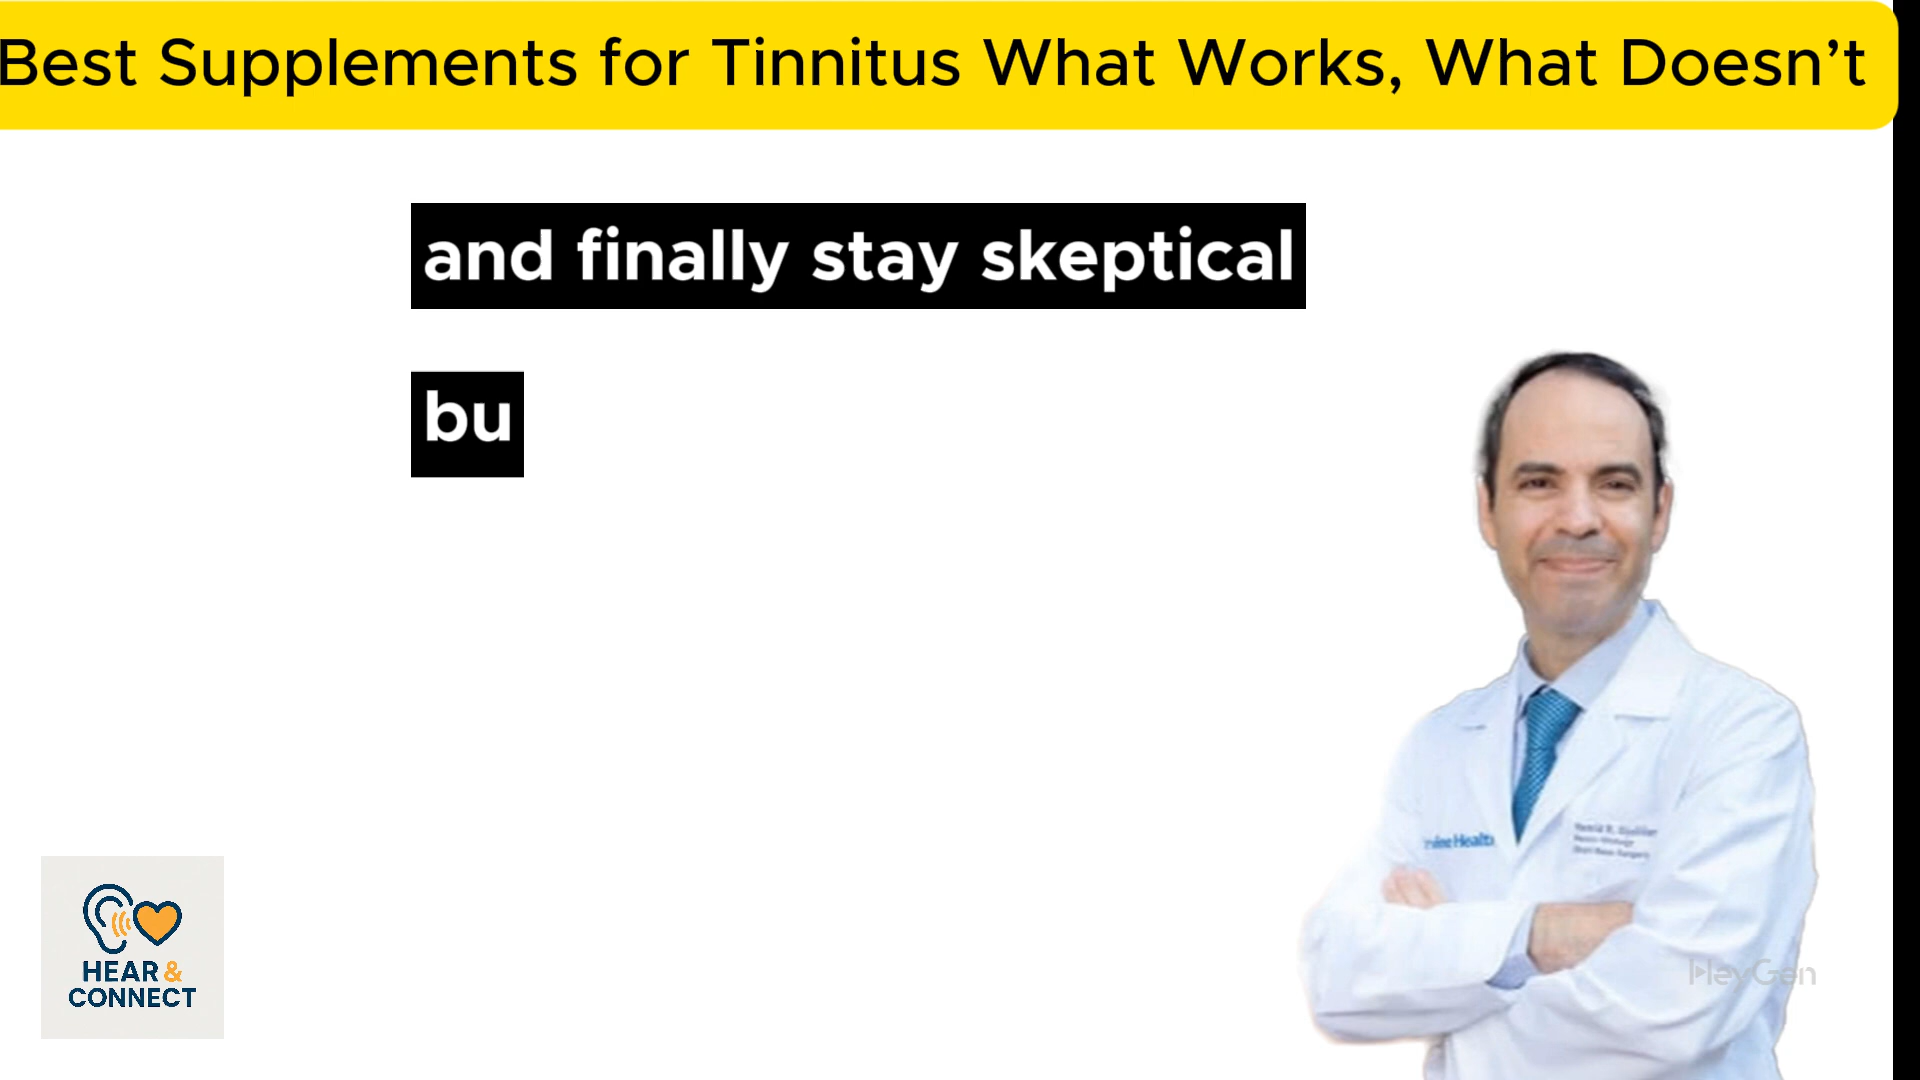 Best Supplements for Tinnitus What Works, What Doesn’t
and finally stay skeptical
bu
HEAR &
CONNECT
HeyGen